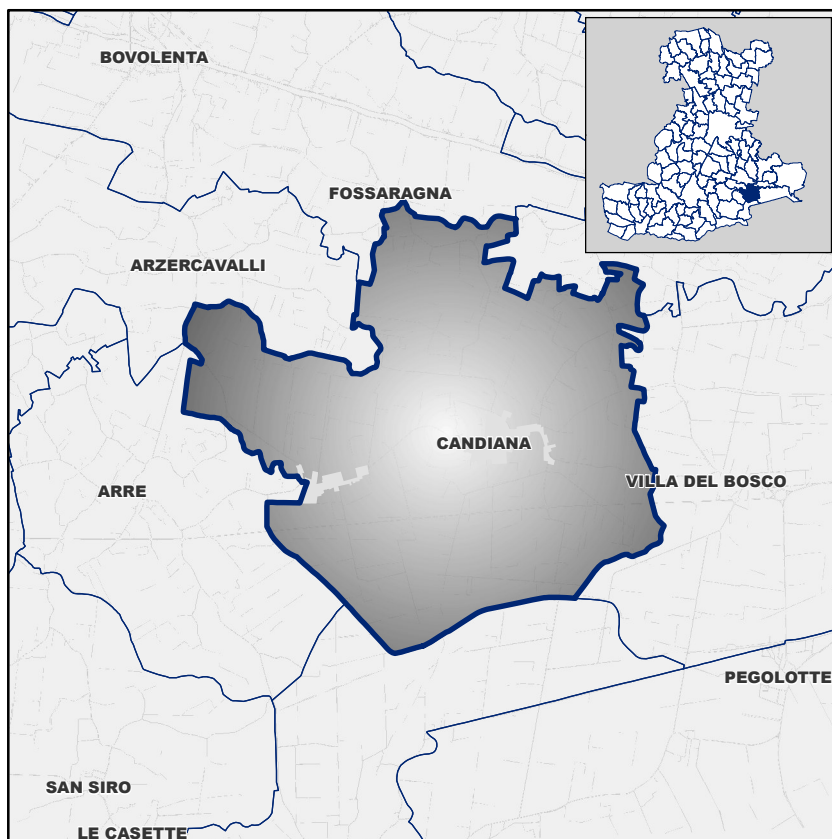 BOVOLENTA
FOSSARAGNA
ARZERCAVALLI
CANDIANA
VILLA DEL BOSCO
ARRE
PEGOLOTTE
SAN SIRO
LE CASETTE